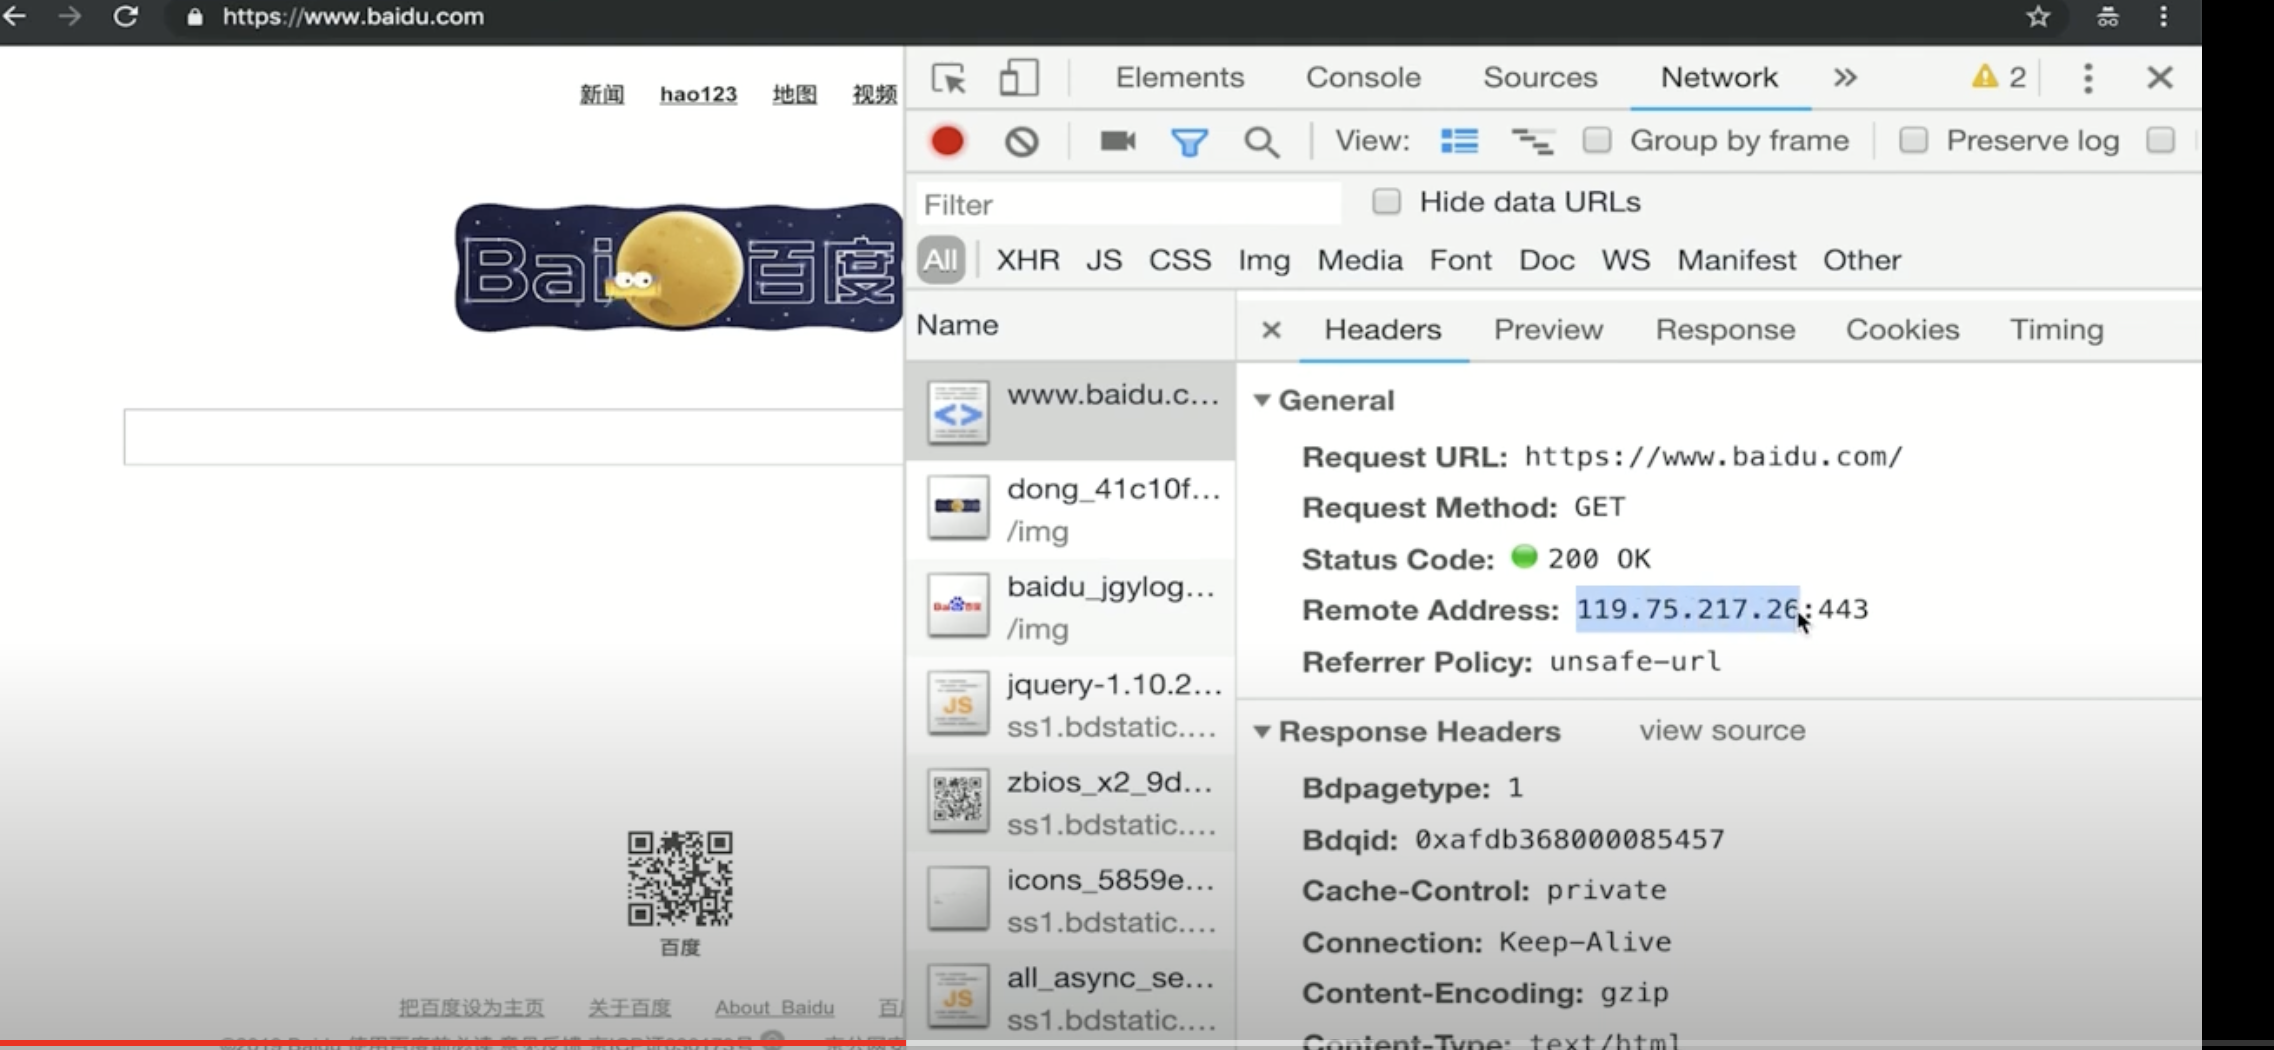 https://www.baidu.com
新闻 hao123 地图 视频
Bai 百度
百度
把百度设为主页 关于百度 About Baidu
Elements Console Sources Network 2
View: Group by frame Preserve log
Filter Hide data URLs
All XHR JS CSS Img Media Font Doc WS Manifest Other
Name
www.baidu.c...
dong_41c10f...
/img
baidu_jgylog...
/img
jquery-1.10.2...
ss1.bdstatic....
zbios_x2_9d...
ss1.bdstatic....
icons_5859e...
ss1.bdstatic....
all_async_se...
ss1.bdstatic....
Headers Preview Response Cookies Timing
General
Request URL: https://www.baidu.com/
Request Method: GET
Status Code: 200 OK
Remote Address: 119.75.217.26:443
Referrer Policy: unsafe-url
Response Headers view source
Bdpagetype: 1
Bdqid: 0xafdb368000085457
Cache-Control: private
Connection: Keep-Alive
Content-Encoding: gzip
Content-Type: text/html